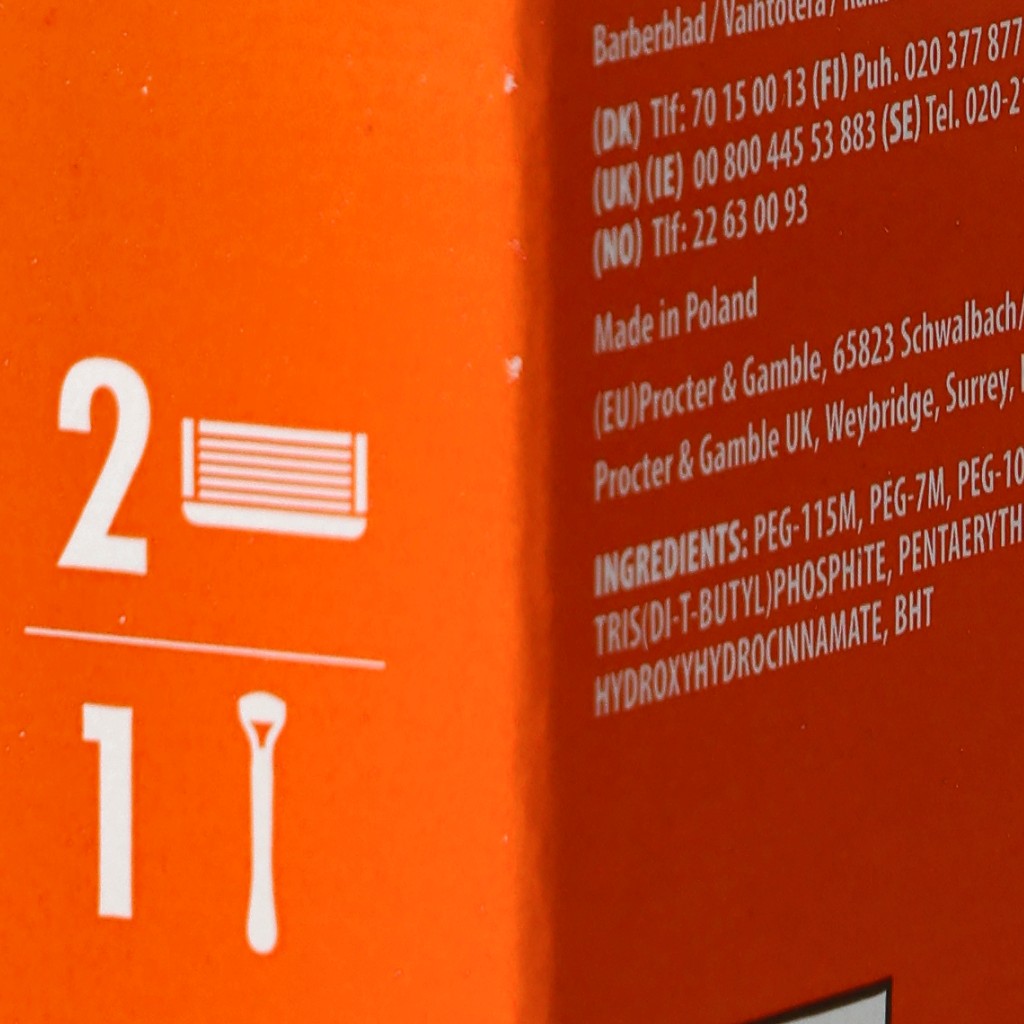 2
1
Barberblad / Vaihtoterä /
(DK) Tlf: 70 15 00 13 (FI) Puh. 020 377 877
(UK) (IE) 00 800 445 53 883 (SE) Tel. 020-2
(NO) Tlf: 22 63 00 93
Made in Poland
(EU)Procter & Gamble, 65823 Schwalbach/
Procter & Gamble UK, Weybridge, Surrey,
INGREDIENTS: PEG-115M, PEG-7M, PEG-10
TRIS(DI-T-BUTYL)PHOSPHiTE, PENTAERYTH
HYDROXYHYDROCINNAMATE, BHT